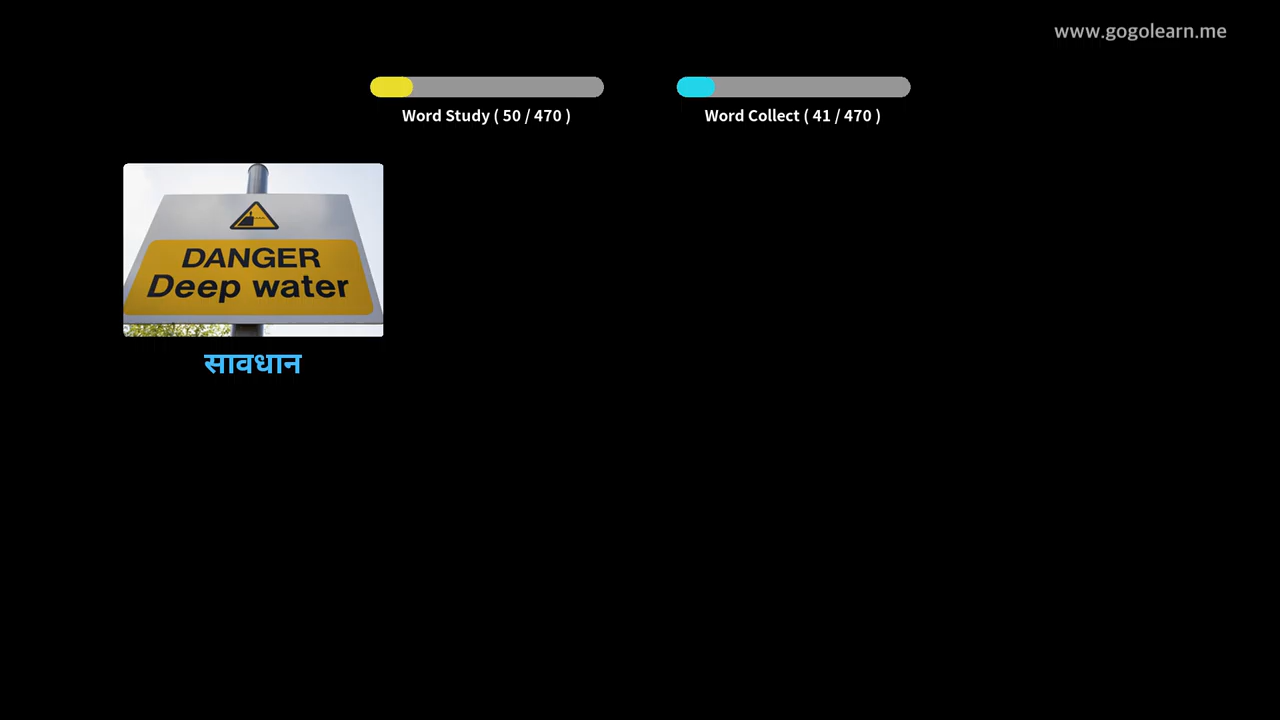 www.gogolearn.me
Word Study ( 50 / 470 )
Word Collect ( 41 / 470 )
DANGER
Deep water
सावधान